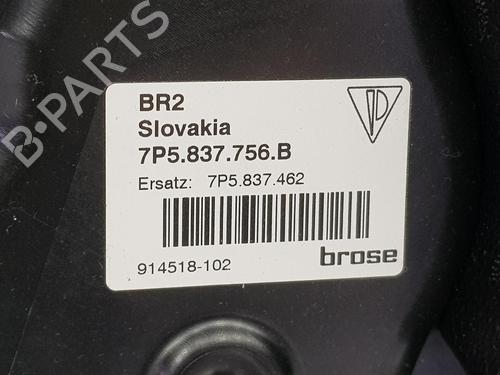 BR2
Slovakia
7P5.837.756.B
Ersatz: 7P5.837.462
914518-102
brose
B-PARTS